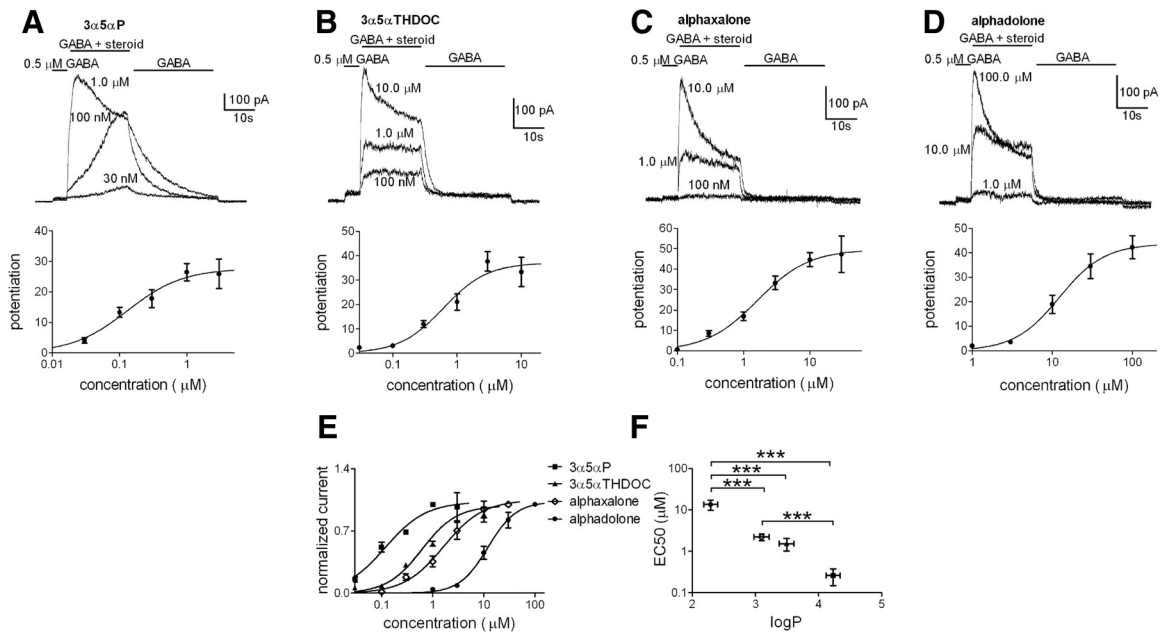 A
3α5αP
GABA + steroid
0.5 μM GABA
GABA
1.0 μM
100 nM
30 nM
100 pA
10s
potentiation
40
30
20
10
0
0.01
0.1
1
concentration ( μM)
B
3α5αTHDOC
GABA + steroid
0.5 μM GABA
GABA
10.0 μM
1.0 μM
100 nM
100 pA
10s
potentiation
50
40
30
20
10
0
0.1
1
10
concentration ( μM)
C
alphaxalone
GABA + steroid
0.5 μM GABA
GABA
10.0 μM
1.0 μM
100 nM
100 pA
10s
potentiation
60
50
40
30
20
10
0
0.1
1
10
concentration ( μM)
D
alphadolone
GABA + steroid
0.5 μM GABA
GABA
100.0 μM
10.0 μM
1.0 μM
100 pA
10s
potentiation
50
40
30
20
10
0
1
10
100
concentration ( μM)
E
normalized current
1.4
0.7
0.0
0.1
1
10
100
concentration ( μM)
3α5αP
3α5αTHDOC
alphaxalone
alphadolone
F
EC50 (μM)
100
10
1
0.1
***
***
***
***
2
3
4
5
logP